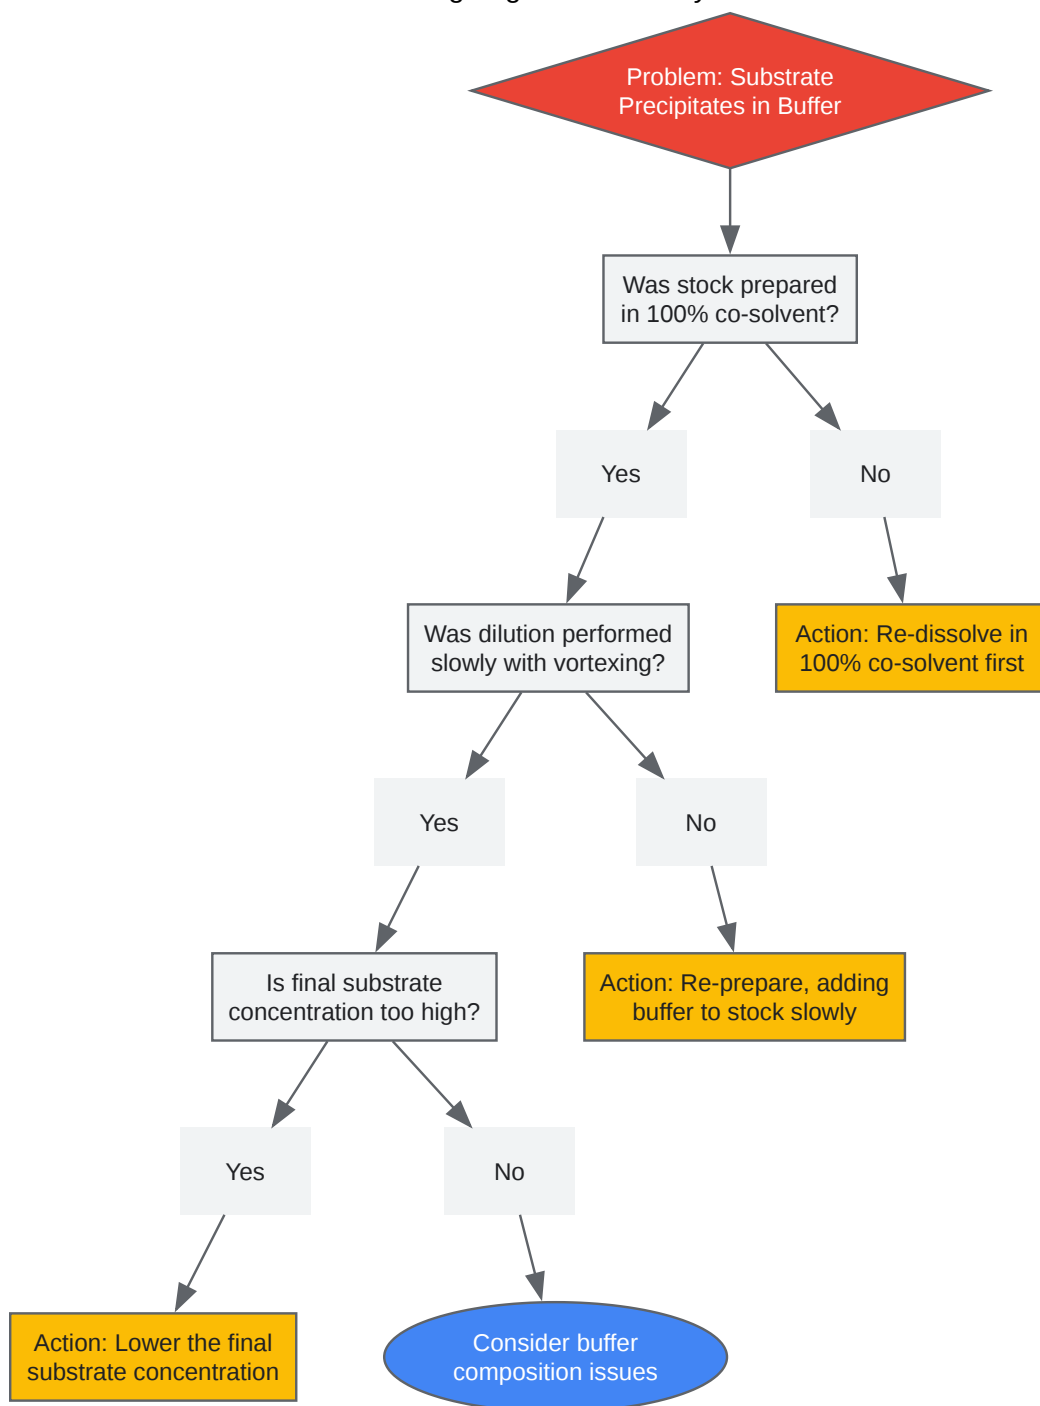 Problem: Substrate
Precipitates in Buffer
Was stock prepared
in 100% co-solvent?
Yes
No
Was dilution performed
slowly with vortexing?
Action: Re-dissolve in
100% co-solvent first
Yes
No
Is final substrate
concentration too high?
Action: Re-prepare, adding
buffer to stock slowly
Yes
No
Action: Lower the final
substrate concentration
Consider buffer
composition issues